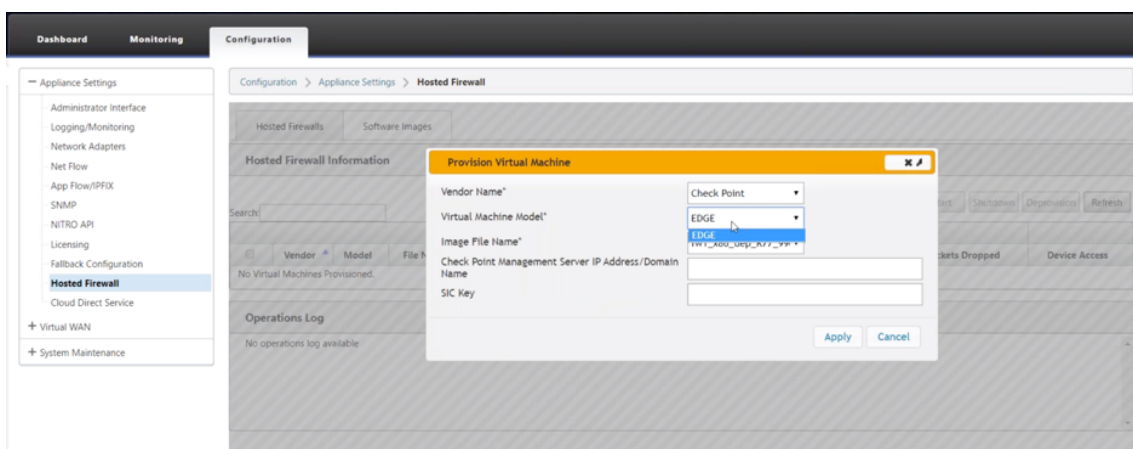 Dashboard Monitoring Configuration
Appliance Settings
Administrator Interface
Logging/Monitoring
Network Adapters
Net Flow
App Flow/IPFIX
SNMP
NITRO API
Licensing
Fallback Configuration
Hosted Firewall
Cloud Direct Service
Virtual WAN
System Maintenance
Configuration > Appliance Settings > Hosted Firewall
Hosted Firewalls Software Images
Hosted Firewall Information
Search:
Shutdown Deprovision Refresh
Vendor Model File N
ckets Dropped Device Access
No Virtual Machines Provisioned.
Operations Log
No operations log available
Provision Virtual Machine
Vendor Name* Check Point
Virtual Machine Model* EDGE
EDGE
Image File Name*
Check Point Management Server IP Address/Domain
Name
SIC Key
Apply Cancel